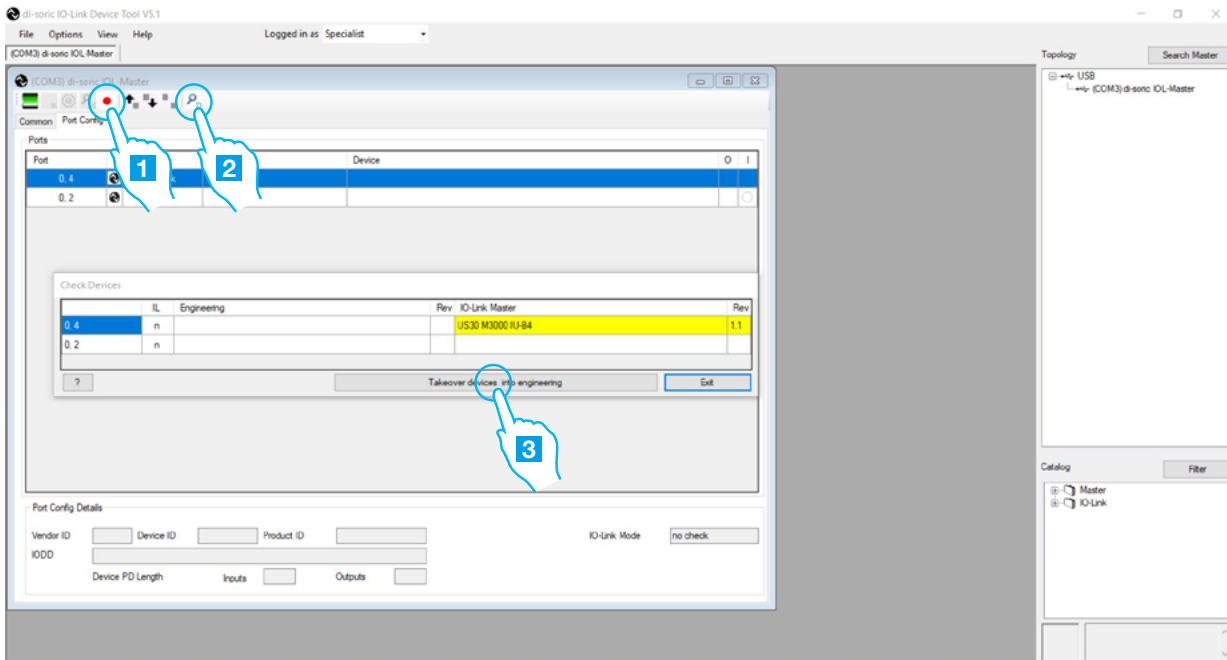 di-soric IO-Link Device Tool V5.1
File Options View Help Logged in as Specialist
(COM3) di-soric IOL-Master
Topology Search Master
USB
(COM3) di-soric IOL-Master
(COM3) di-soric IOL-Master
Common Port Config
1
2
Ports
Port Device O I
0, 4
0, 2
Check Devices
IL Engineering Rev IO-Link Master Rev
0, 4 n US30 M3000 IU-B4 1.1
0, 2 n
? Takeover devices into engineering Exit
3
Catalog Filter
Master
IO-Link
Port Config Details
Vendor ID Device ID Product ID IO-Link Mode no check
IODD
Device PD Length Inputs Outputs